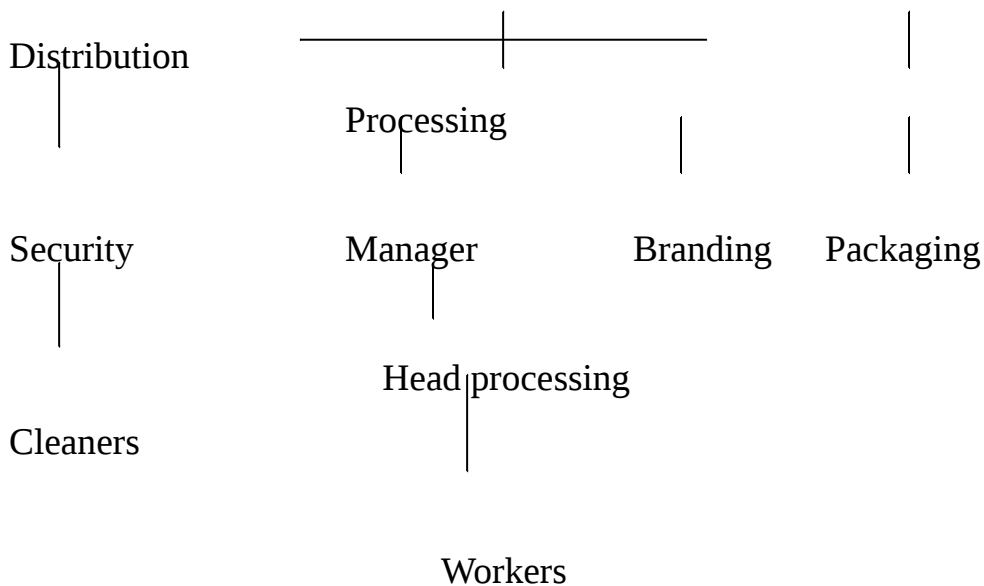 Distribution
Processing
Security Manager Branding Packaging
Head processing
Cleaners
Workers